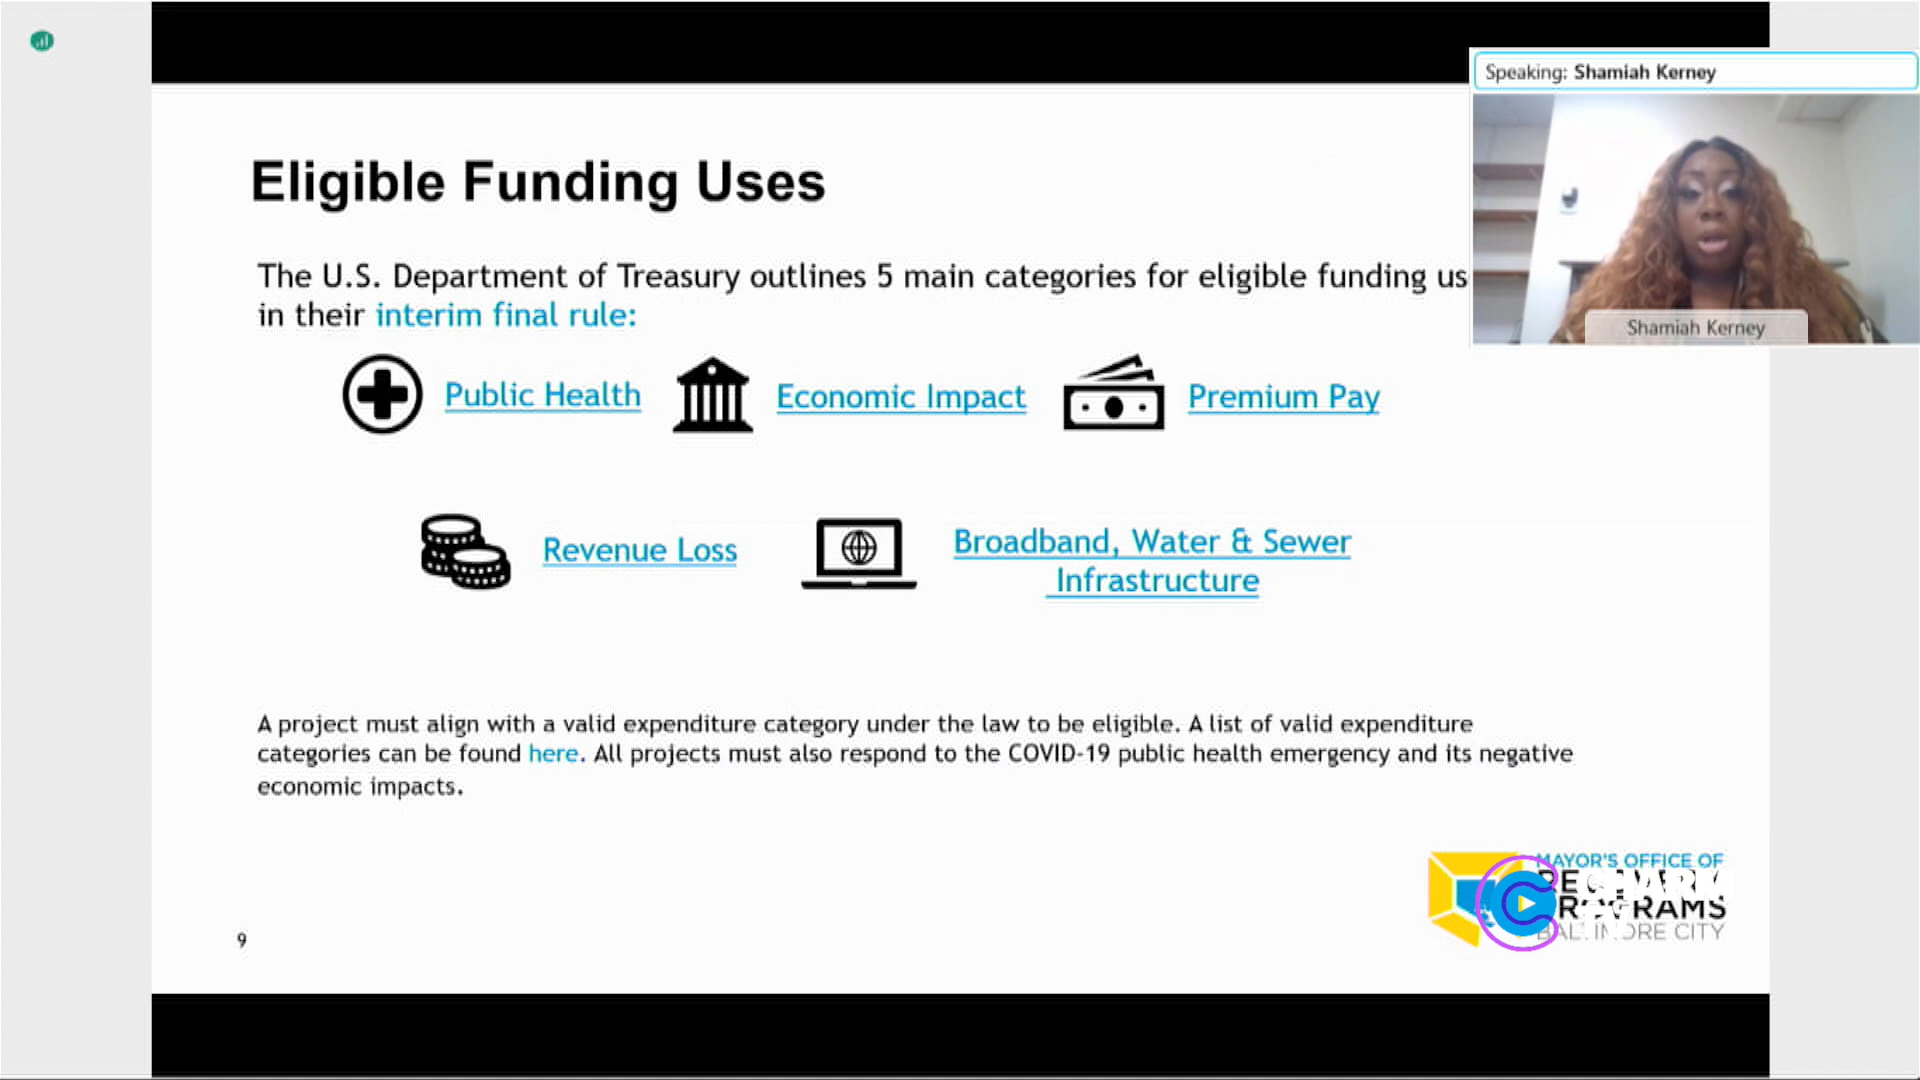 Speaking: Shamiah Kerney
Shamiah Kerney
Eligible Funding Uses
The U.S. Department of Treasury outlines 5 main categories for eligible funding us
in their interim final rule:
Public Health
Economic Impact
Premium Pay
Revenue Loss
Broadband, Water & Sewer
Infrastructure
A project must align with a valid expenditure category under the law to be eligible. A list of valid expenditure
categories can be found here. All projects must also respond to the COVID-19 public health emergency and its negative
economic impacts.
MAYOR'S OFFICE OF
BALTIMORE CITY
9